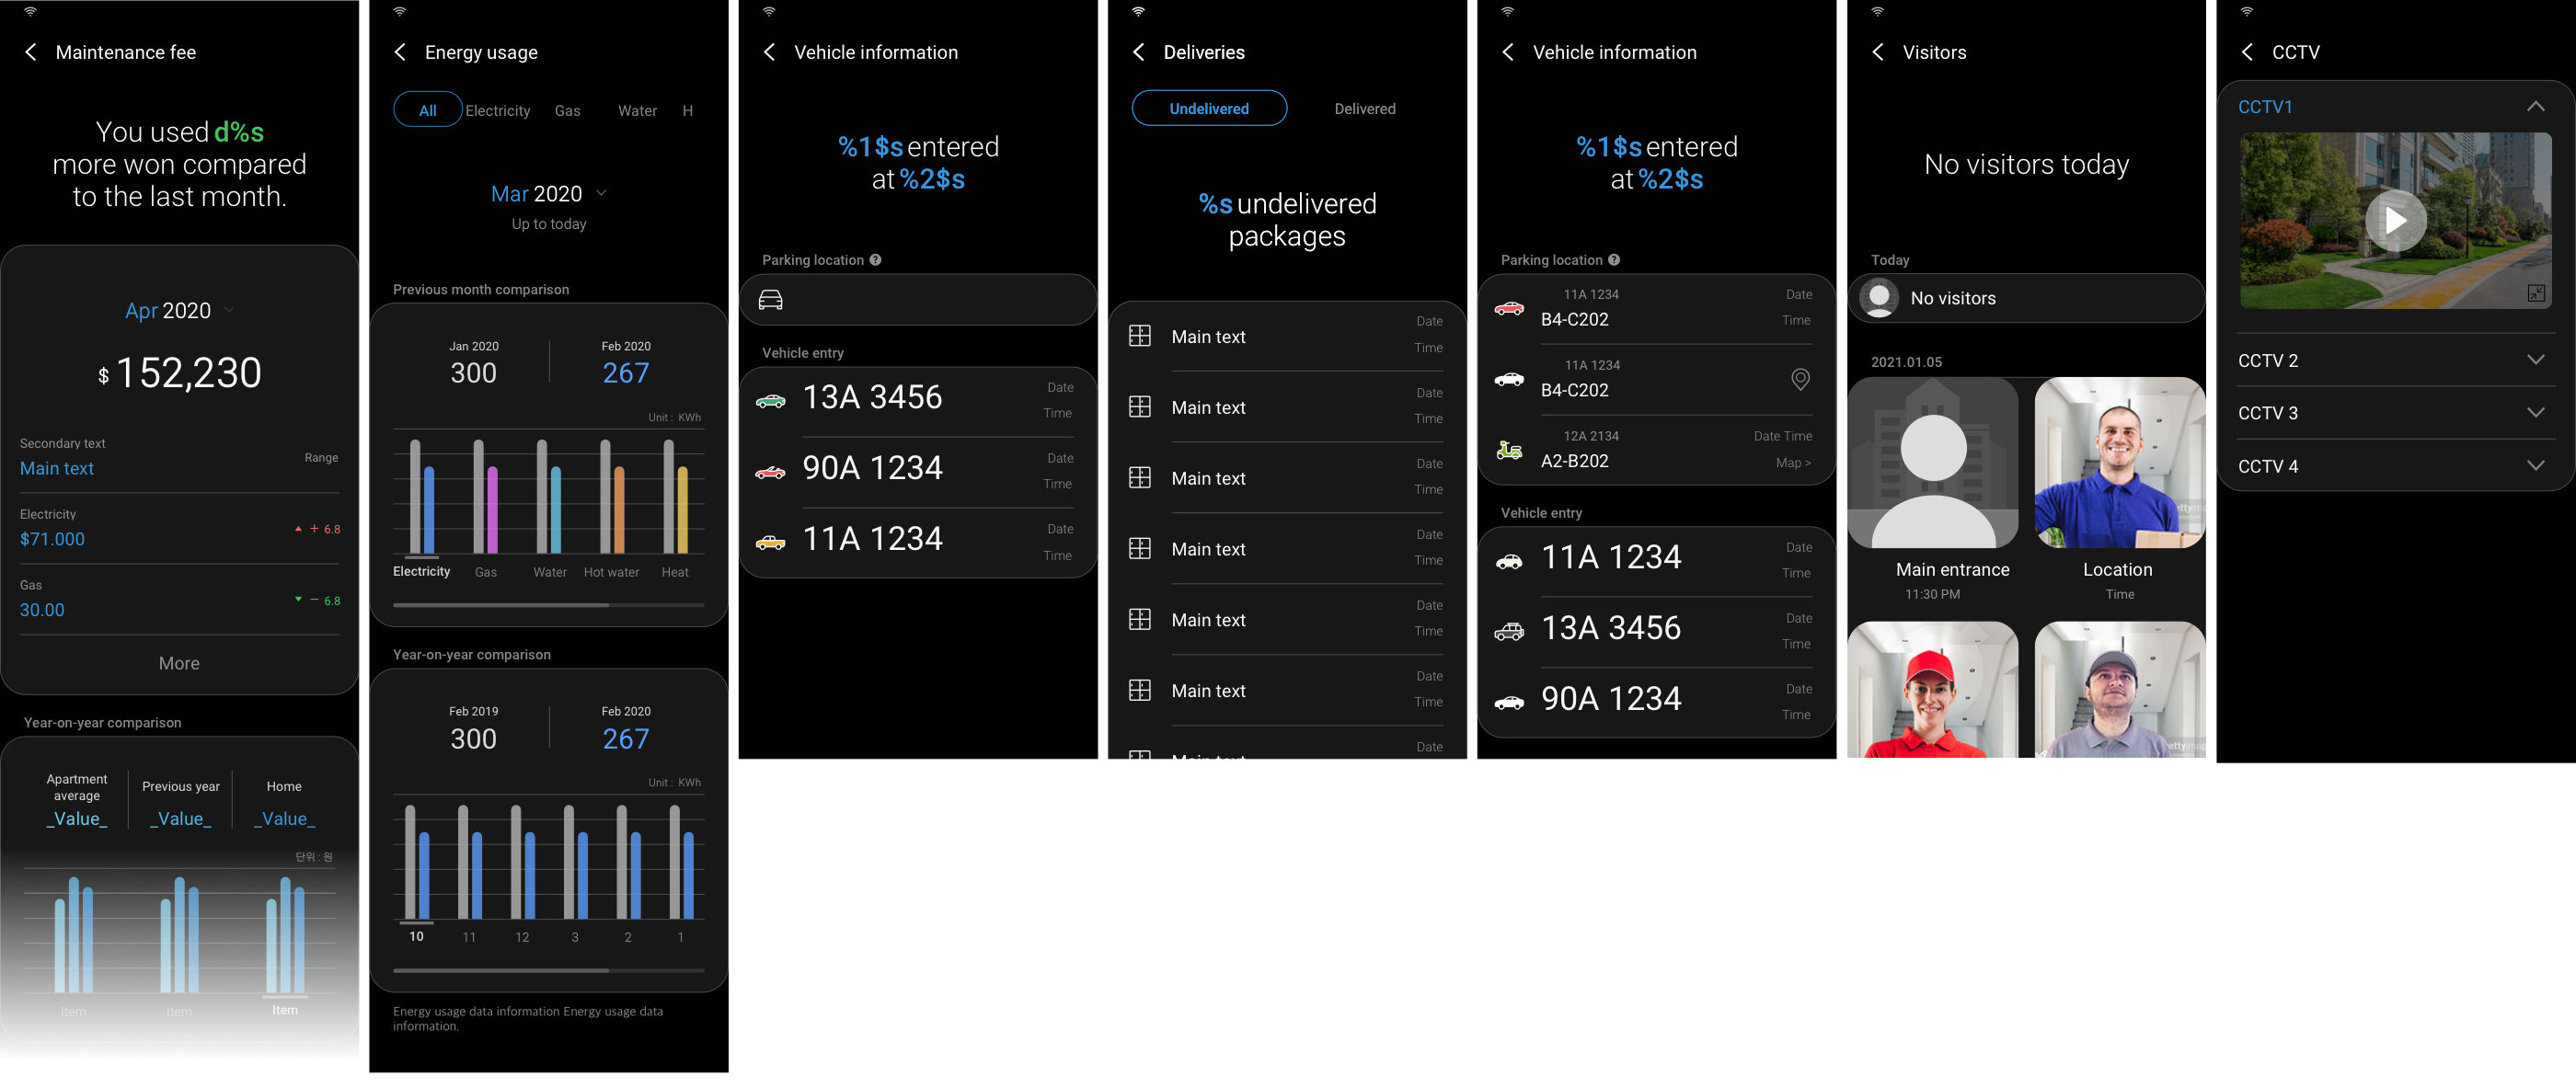 Maintenance fee
You used d%s
more won compared
to the last month.
Apr 2020
$ 152,230
Secondary text
Main text
Range
Electricity
$71.000
+ 6.8
Gas
30.00
− 6.8
More
Year-on-year comparison
Apartment
average
_Value_
Previous year
_Value_
Home
_Value_
단위 : 원
Item
Item
Item
Energy usage
All Electricity Gas Water H
Mar 2020
Up to today
Previous month comparison
Jan 2020
300
Feb 2020
267
Unit : KWh
Electricity Gas Water Hot water Heat
Year-on-year comparison
Feb 2019
300
Feb 2020
267
Unit : KWh
10 11 12 3 2 1
Energy usage data information Energy usage data
information.
Vehicle information
%1$s entered
at %2$s
Parking location ?
Vehicle entry
13A 3456
Date
Time
90A 1234
Date
Time
11A 1234
Date
Time
Deliveries
Undelivered Delivered
%s undelivered
packages
Main text
Date
Time
Main text
Date
Time
Main text
Date
Time
Main text
Date
Time
Main text
Date
Time
Main text
Date
Time
Main text
Date
Vehicle information
%1$s entered
at %2$s
Parking location ?
11A 1234
B4-C202
Date
Time
11A 1234
B4-C202
12A 2134
A2-B202
Date Time
Map >
Vehicle entry
11A 1234
Date
Time
13A 3456
Date
Time
90A 1234
Date
Time
Visitors
No visitors today
Today
No visitors
2021.01.05
Main entrance
11:30 PM
Location
Time
CCTV
CCTV1
CCTV 2
CCTV 3
CCTV 4